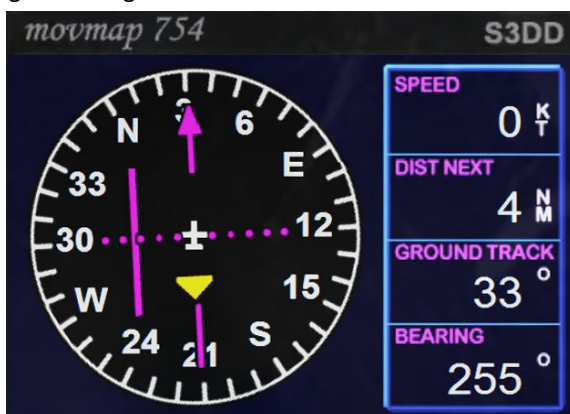 movmap 754
S3DD
N
3
6
E
12
15
S
21
24
W
30
33
SPEED
0 KT
DIST NEXT
4 NM
GROUND TRACK
33 °
BEARING
255 °